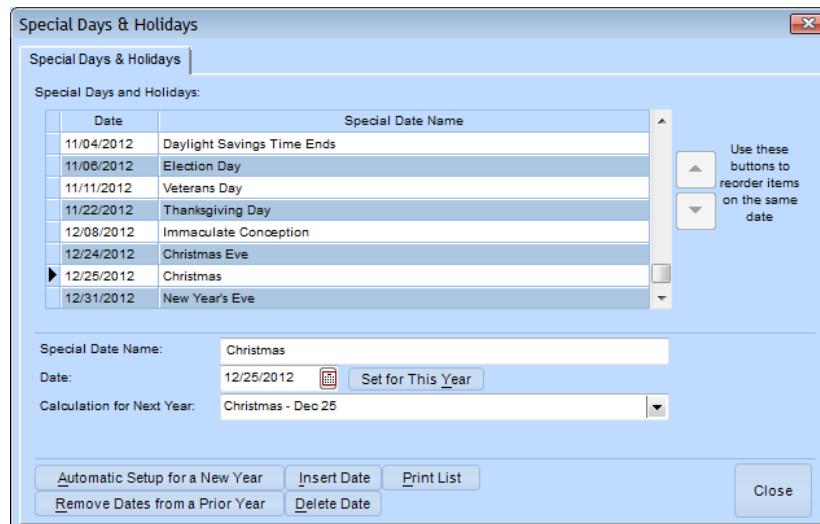 Special Days & Holidays
Special Days & Holidays
Special Days and Holidays:
Date Special Date Name
11/04/2012 Daylight Savings Time Ends
11/06/2012 Election Day
11/11/2012 Veterans Day
11/22/2012 Thanksgiving Day
12/08/2012 Immaculate Conception
12/24/2012 Christmas Eve
12/25/2012 Christmas
12/31/2012 New Year's Eve
Use these
buttons to
reorder items
on the same
date
Special Date Name: Christmas
Date: 12/25/2012 Set for This Year
Calculation for Next Year: Christmas - Dec 25
Automatic Setup for a New Year Insert Date Print List
Remove Dates from a Prior Year Delete Date
Close